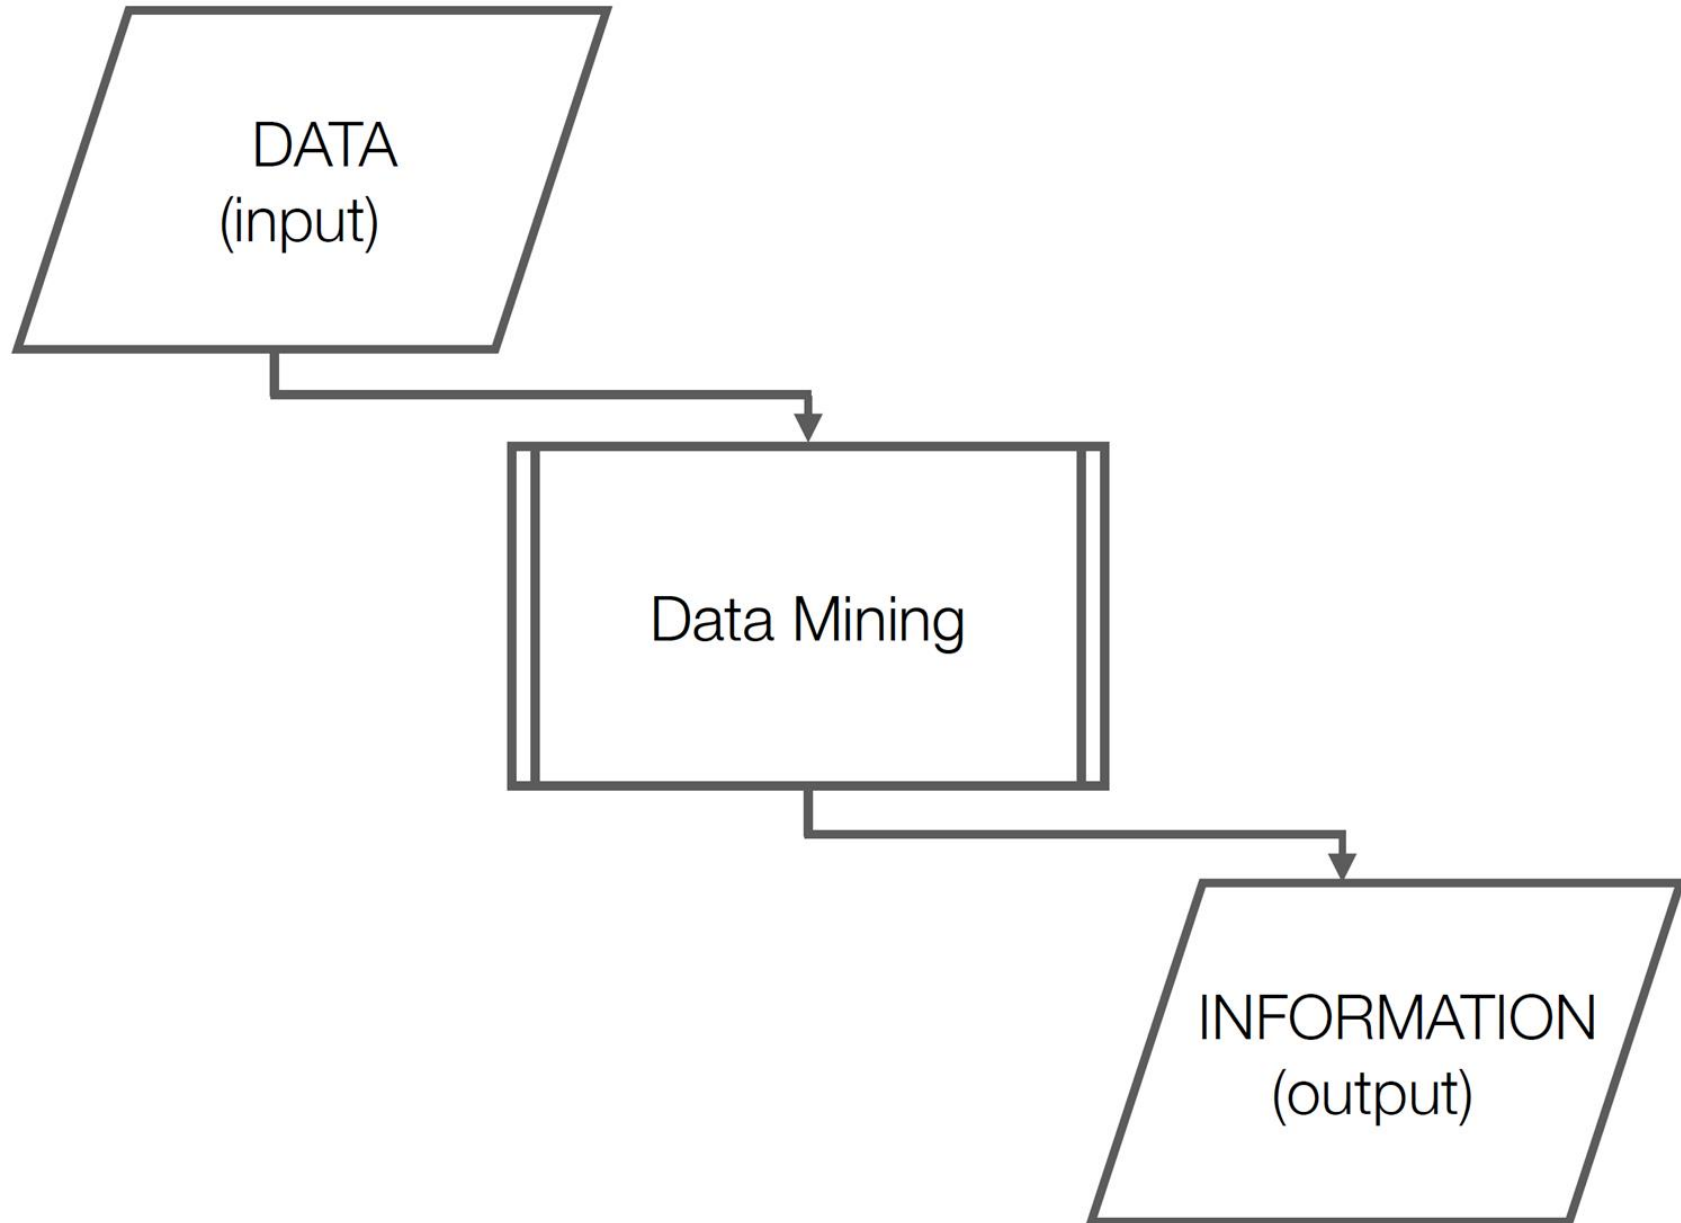 DATA
(input)
Data Mining
INFORMATION
(output)